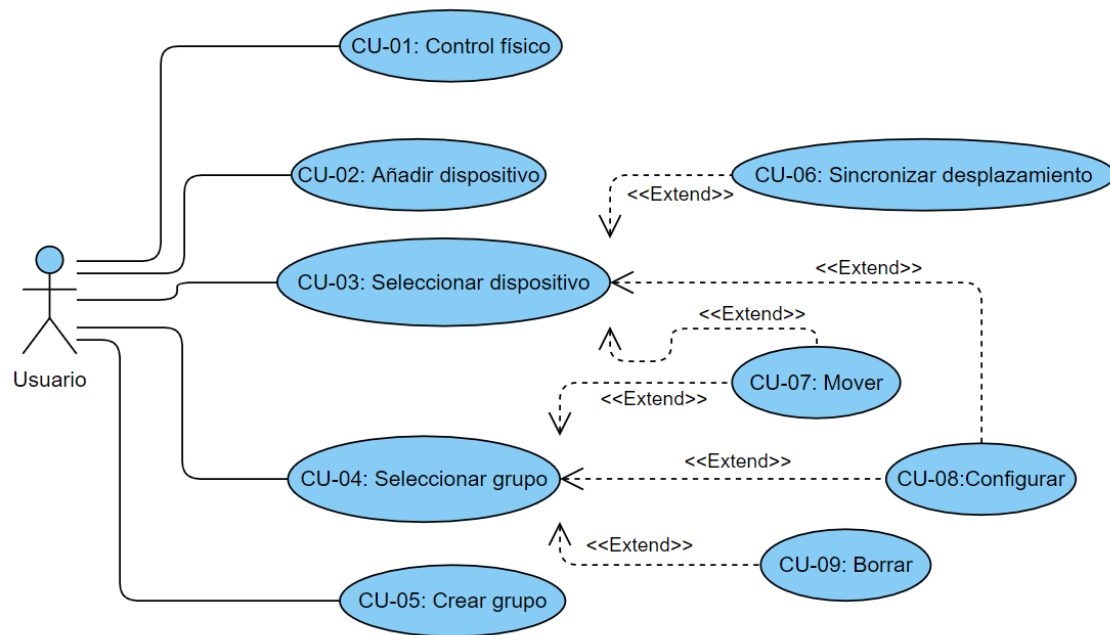 CU-01: Control físico
CU-02: Añadir dispositivo
CU-06: Sincronizar desplazamiento
<<Extend>>
CU-03: Seleccionar dispositivo
<<Extend>>
<<Extend>>
Usuario
CU-07: Mover
<<Extend>>
CU-04: Seleccionar grupo
<<Extend>>
CU-08:Configurar
<<Extend>>
CU-09: Borrar
CU-05: Crear grupo